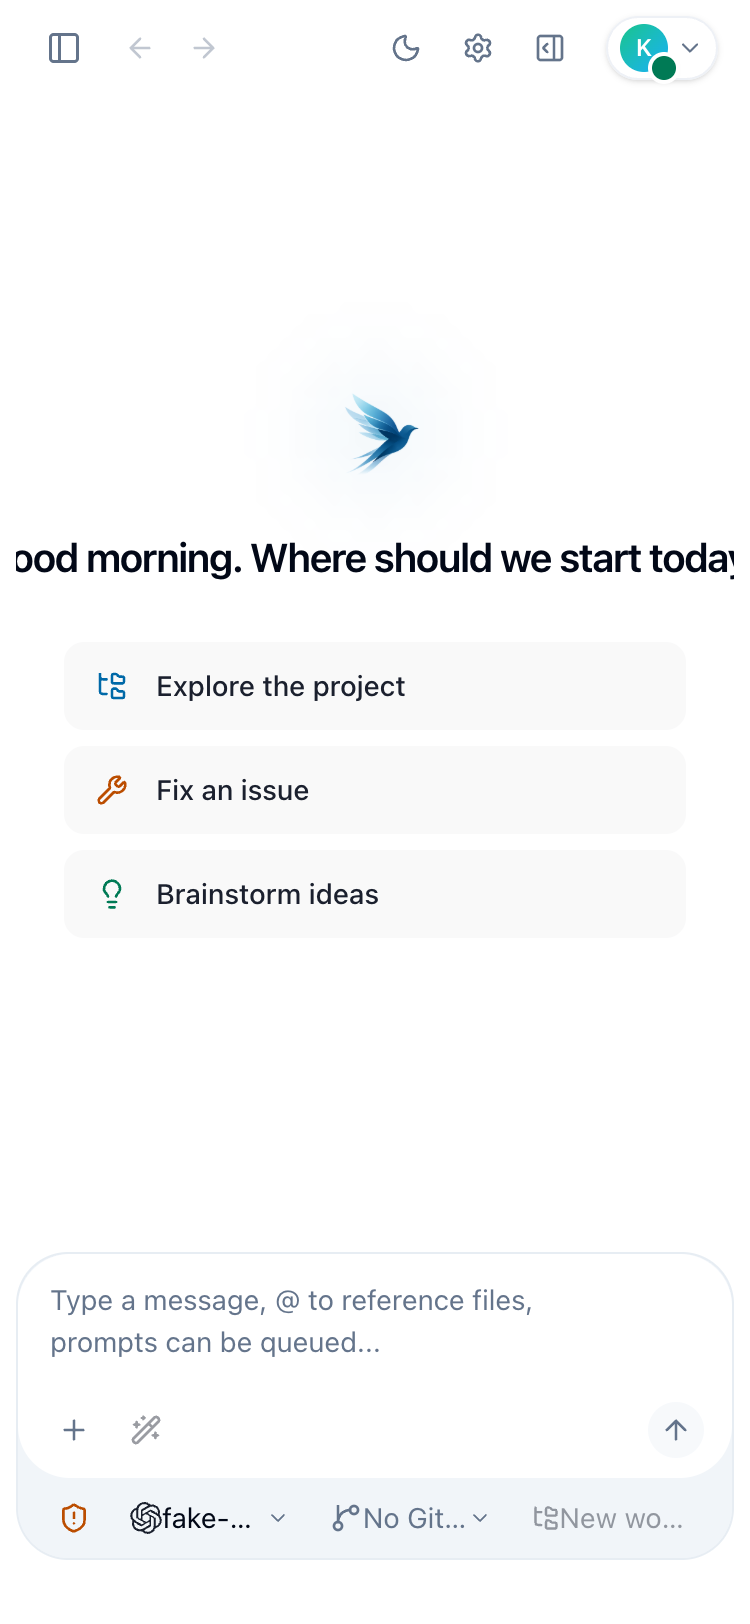 K
ood morning. Where should we start today
Explore the project
Fix an issue
Brainstorm ideas
Type a message, @ to reference files,
prompts can be queued...
fake-... No Git... New wo...